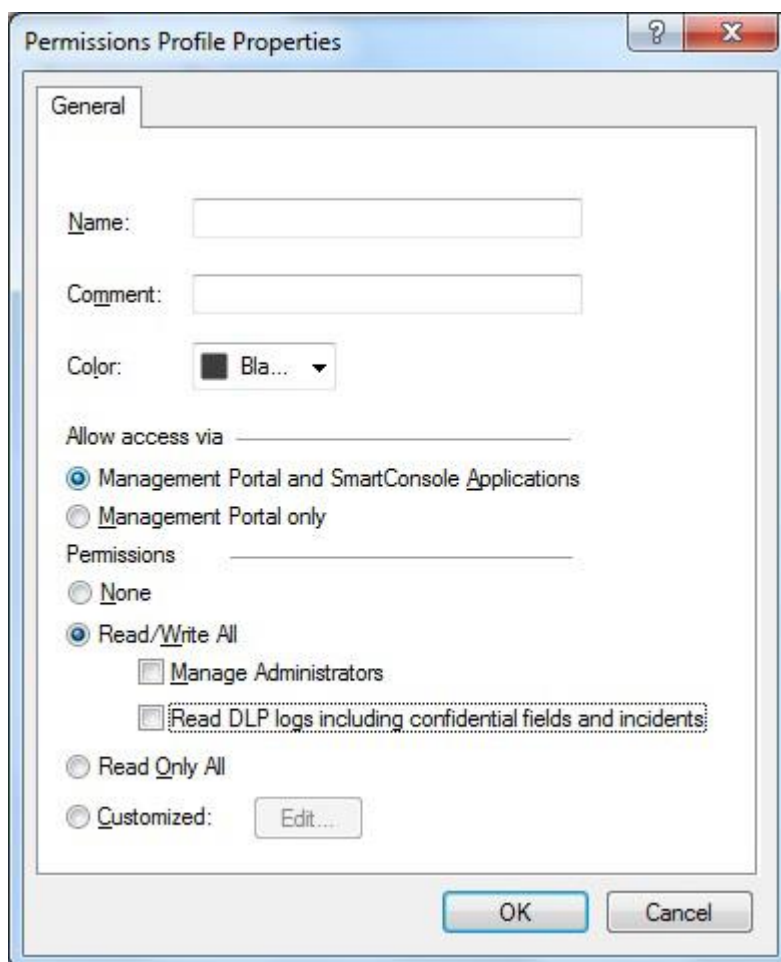 Permissions Profile Properties
General
Name:
Comment:
Color: Bla...
Allow access via
Management Portal and SmartConsole Applications
Management Portal only
Permissions
None
Read/Write All
Manage Administrators
Read DLP logs including confidential fields and incidents
Read Only All
Customized: Edit...
OK Cancel